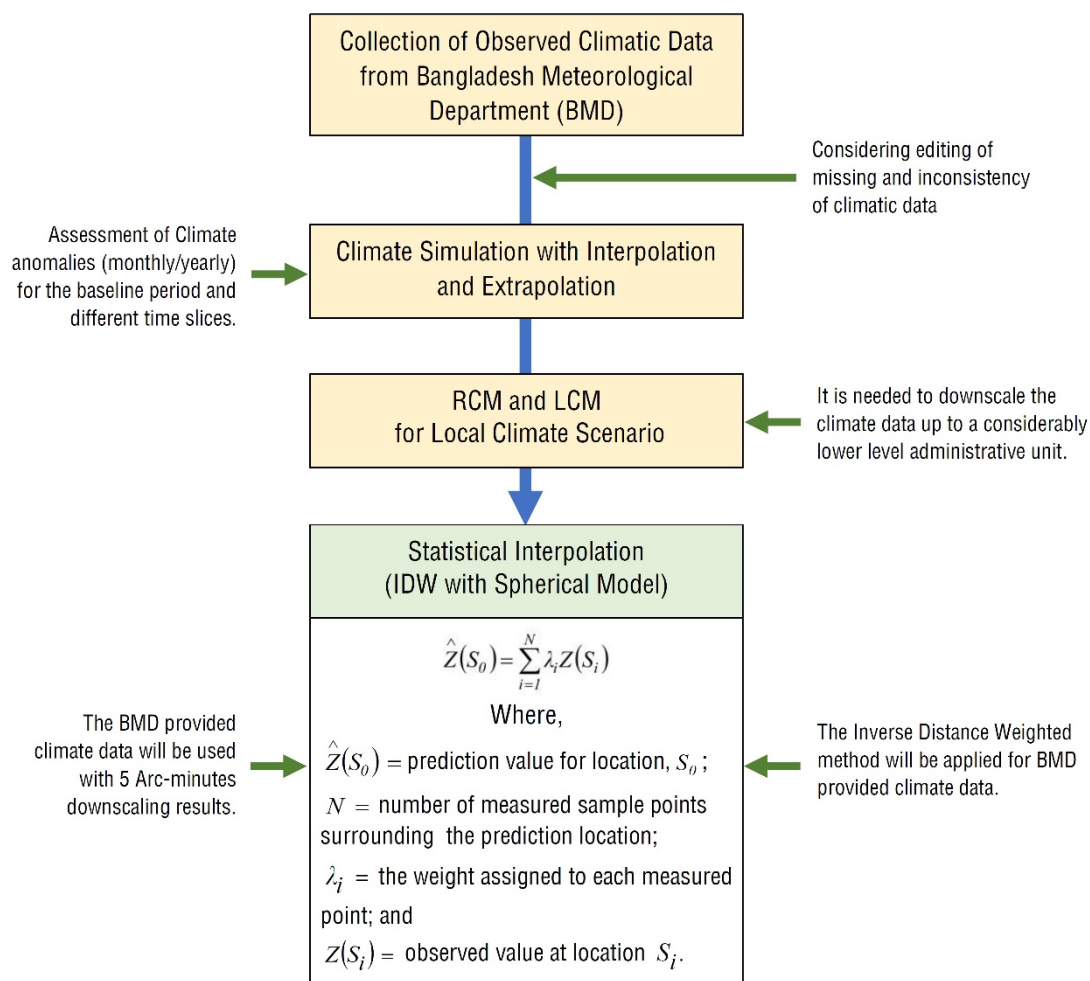 Collection of Observed Climatic Data
from Bangladesh Meteorological
Department (BMD)
Considering editing of
missing and inconsistency
of climatic data
Assessment of Climate
anomalies (monthly/yearly)
for the baseline period and
different time slices.
Climate Simulation with Interpolation
and Extrapolation
RCM and LCM
for Local Climate Scenario
It is needed to downscale the
climate data up to a considerably
lower level administrative unit.
Statistical Interpolation
(IDW with Spherical Model)
Ẑ(S₀) = ∑ᵢ₌₁ᴺ λᵢZ(Sᵢ)
Where,
Ẑ(S₀) = prediction value for location, S₀ ;
N = number of measured sample points
surrounding the prediction location;
λᵢ = the weight assigned to each measured
point; and
Z(Sᵢ) = observed value at location Sᵢ.
The BMD provided
climate data will be used
with 5 Arc-minutes
downscaling results.
The Inverse Distance Weighted
method will be applied for BMD
provided climate data.